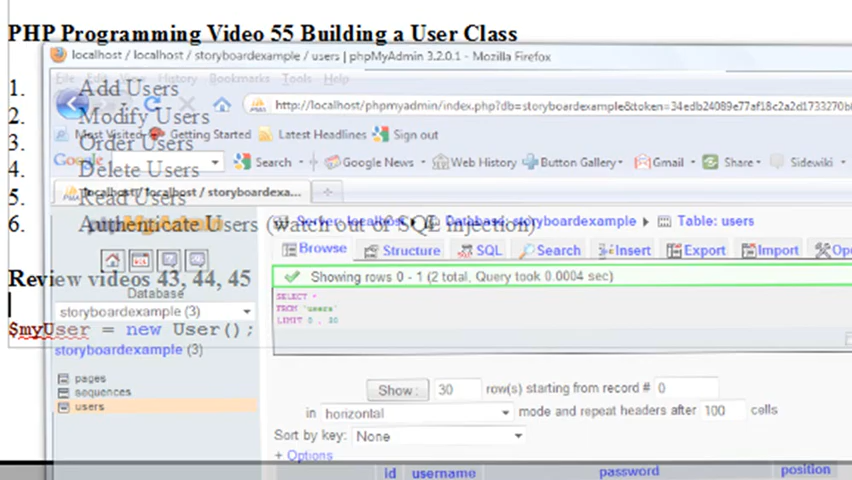 PHP Programming Video 55 Building a User Class
localhost / localhost / storyboardexample / users | phpMyAdmin 3.2.0.1 - Mozilla Firefox
File Edit View History Bookmarks Tools Help
1. Add Users
2. Modify Users
3. Order Users
4. Delete Users
5. Read Users
6. Authenticate Users (watch out of SQL injection)
http://localhost/phpmyadmin/index.php?db=storyboardexample&token=34edb24089e77af18c2a2d1733270b
Most Visited Getting Started Latest Headlines Sign out
Google Search Google News Web History Button Gallery Gmail Share Sidewiki
localhost / localhost / storyboardexa...
Server: localhost Database: storyboardexample Table: users
Browse Structure SQL Search Insert Export Import
Showing rows 0 - 1 (2 total, Query took 0.0004 sec)
SELECT *
FROM `users`
LIMIT 0 , 30
Review videos 43, 44, 45
Database
storyboardexample (3)
$myUser = new User();
storyboardexample (3)
pages
sequences
users
Show: 30 row(s) starting from record # 0
in horizontal mode and repeat headers after 100 cells
Sort by key: None
+ Options
id username password position